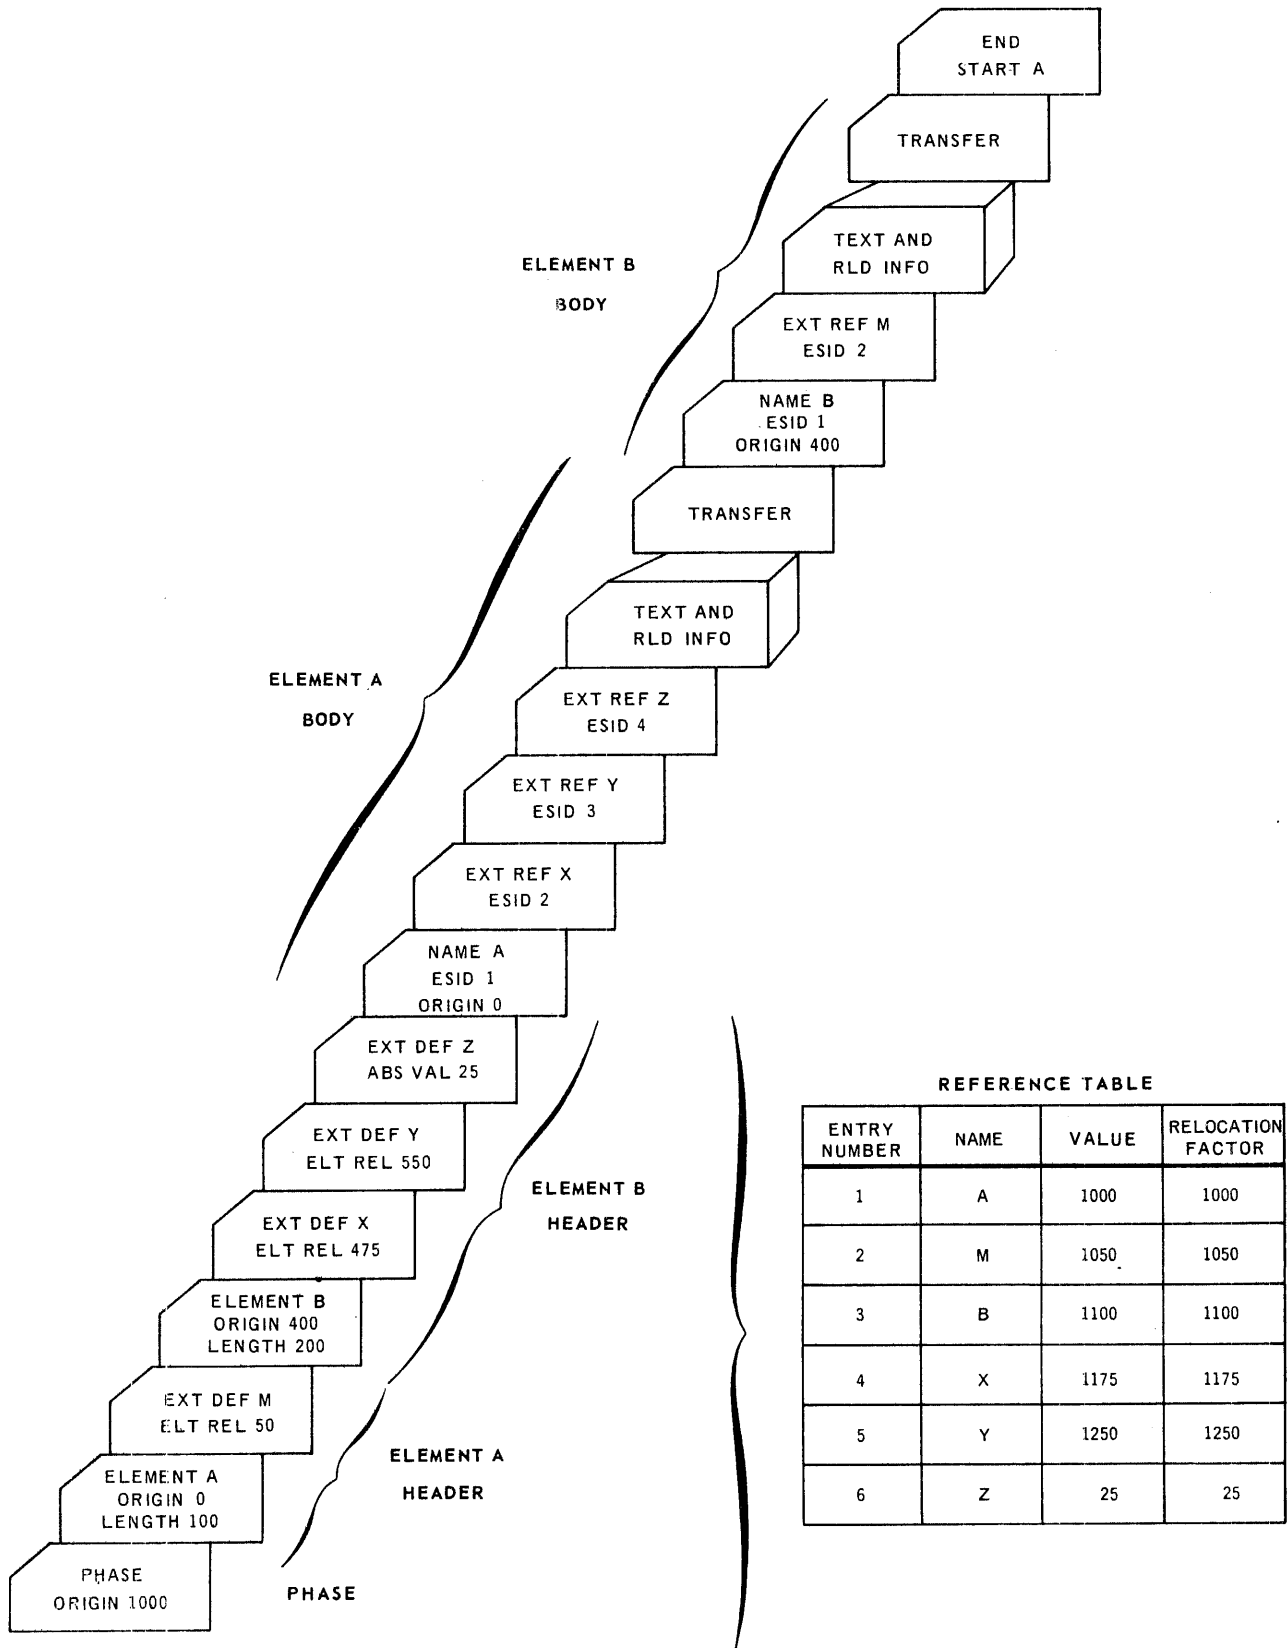 END
START A
TRANSFER
TEXT AND
RLD INFO
ELEMENT B
BODY
EXT REF M
ESID 2
NAME B
ESID 1
ORIGIN 400
TRANSFER
TEXT AND
RLD INFO
ELEMENT A
BODY
EXT REF Z
ESID 4
EXT REF Y
ESID 3
EXT REF X
ESID 2
NAME A
ESID 1
ORIGIN 0
EXT DEF Z
ABS VAL 25
EXT DEF Y
ELT REL 550
ELEMENT B
HEADER
EXT DEF X
ELT REL 475
ELEMENT B
ORIGIN 400
LENGTH 200
EXT DEF M
ELT REL 50
ELEMENT A
HEADER
ELEMENT A
ORIGIN 0
LENGTH 100
PHASE
ORIGIN 1000
PHASE
REFERENCE TABLE
ENTRY NUMBER NAME VALUE RELOCATION FACTOR
1 A 1000 1000
2 M 1050 1050
3 B 1100 1100
4 X 1175 1175
5 Y 1250 1250
6 Z 25 25